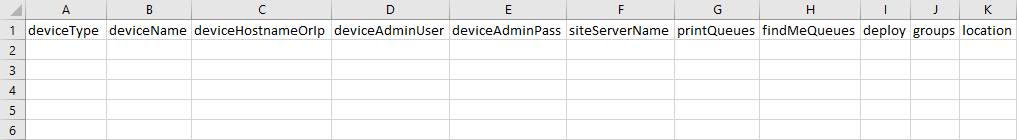 A B C D E F G H I J K
1 deviceType deviceName deviceHostnameOrIp deviceAdminUser deviceAdminPass siteServerName printQueues findMeQueues deploy groups location
2
3
4
5
6